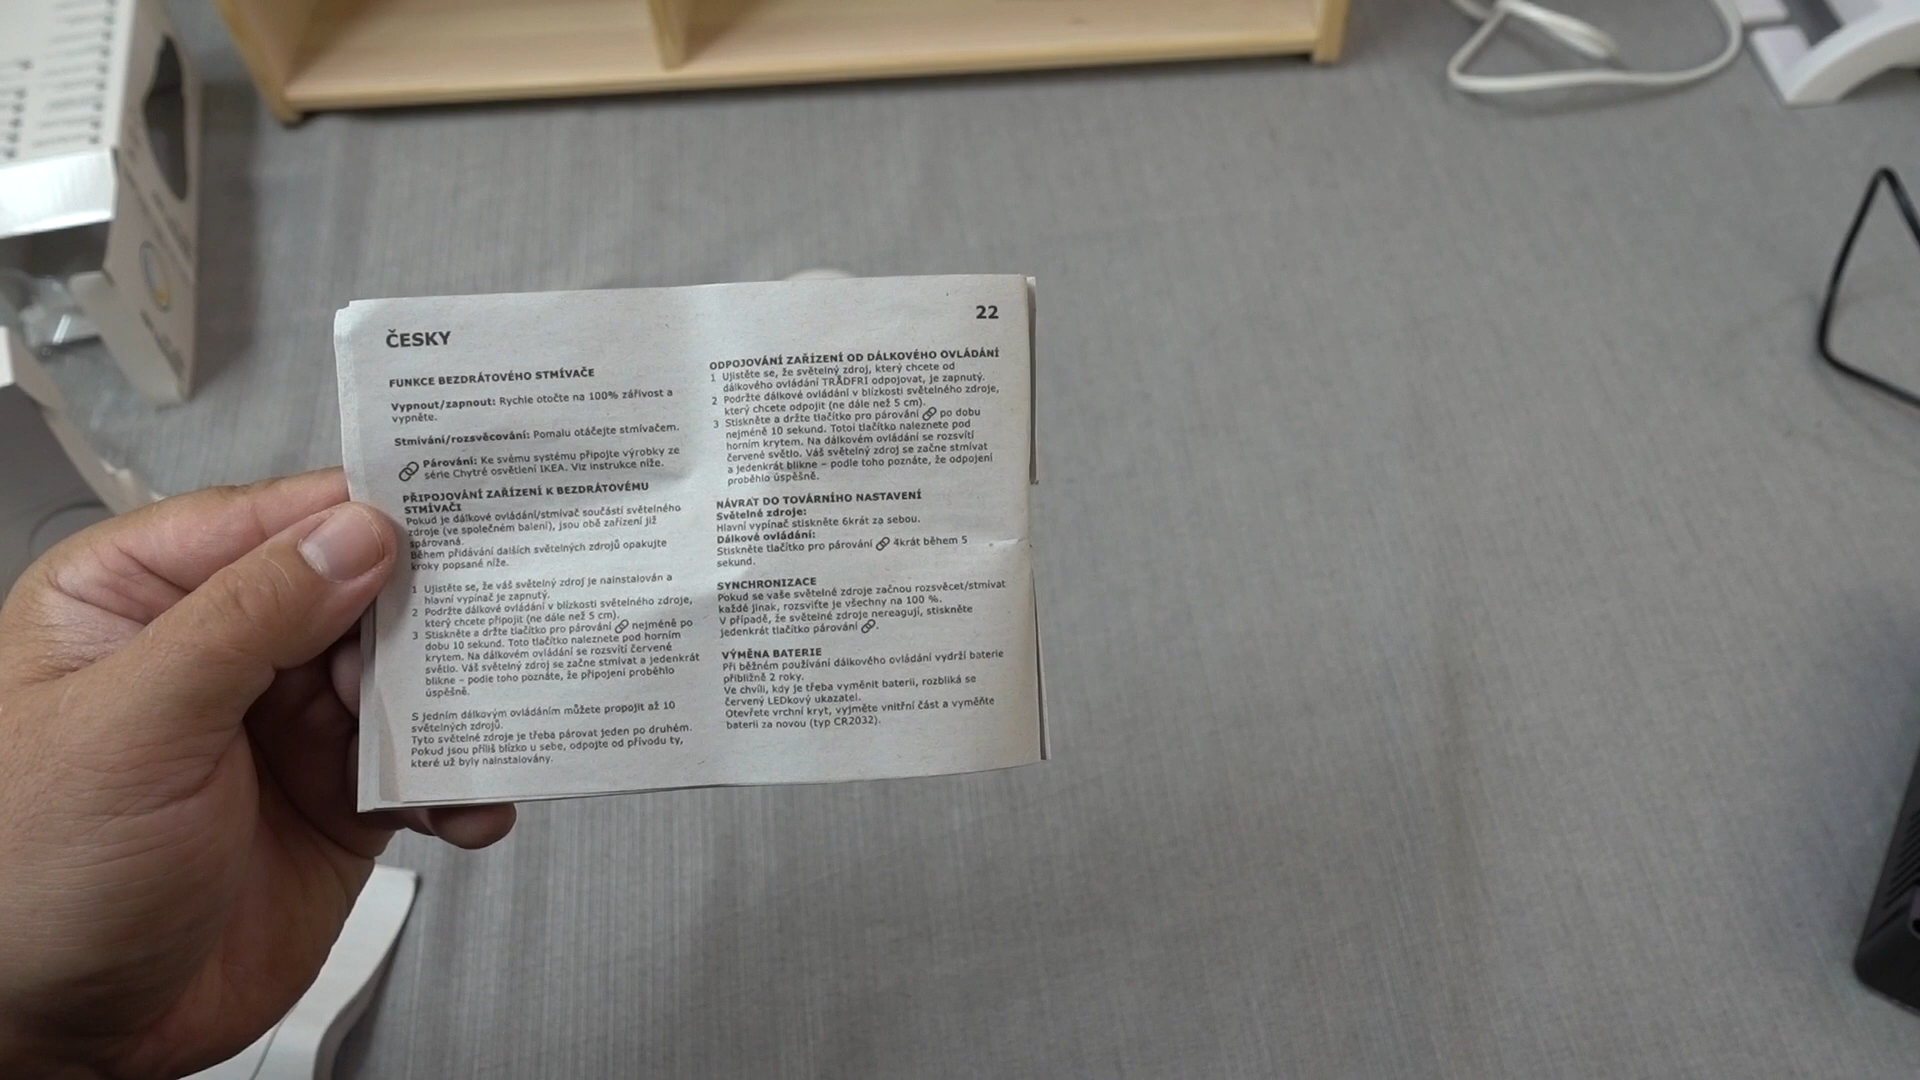 ČESKY
22
FUNKCE BEZDRÁTOVÉHO STMÍVAČE
Vypnout/zapnout: Rychle otočte na 100% zářivost a
vypněte.
Stmívání/rozsvěcování: Pomalu otáčejte stmívačem.
Párování: Ke svému systému připojte výrobky ze
série Chytré osvětlení IKEA. Viz instrukce níže.
PŘIPOJOVÁNÍ ZAŘÍZENÍ K BEZDRÁTOVÉMU
STMÍVAČI
Pokud je dálkové ovládání/stmívač součástí světelného
zdroje (ve společném balení), jsou obě zařízení již
spárovaná.
Během přidávání dalších světelných zdrojů opakujte
kroky popsané níže.
1 Ujistěte se, že váš světelný zdroj je nainstalován a
hlavní vypínač je zapnutý.
2 Podržte dálkové ovládání v blízkosti světelného zdroje,
který chcete připojit (ne dále než 5 cm).
3 Stiskněte a držte tlačítko pro párování nejméně po
dobu 10 sekund. Toto tlačítko naleznete pod horním
krytem. Na dálkovém ovládání se rozsvítí červené
světlo. Váš světelný zdroj se začne stmívat a jedenkrát
blikne – podle toho poznáte, že připojení proběhlo
úspěšně.
S jedním dálkovým ovládáním můžete propojit až 10
světelných zdrojů.
Tyto světelné zdroje je třeba párovat jeden po druhém.
Pokud jsou příliš blízko u sebe, odpojte od přívodu ty,
které už byly nainstalovány.
ODPOJOVÁNÍ ZAŘÍZENÍ OD DÁLKOVÉHO OVLÁDÁNÍ
1 Ujistěte se, že světelný zdroj, který chcete od
dálkového ovládání TRÅDFRI odpojovat, je zapnutý.
2 Podržte dálkové ovládání v blízkosti světelného zdroje,
který chcete odpojit (ne dále než 5 cm).
3 Stiskněte a držte tlačítko pro párování po dobu
nejméně 10 sekund. Totoi tlačítko naleznete pod
horním krytem. Na dálkovém ovládání se rozsvítí
červené světlo. Váš světelný zdroj se začne stmívat
a jedenkrát blikne – podle toho poznáte, že odpojení
proběhlo úspěšně.
NÁVRAT DO TOVÁRNÍHO NASTAVENÍ
Světelné zdroje:
Hlavní vypínač stiskněte 6krát za sebou.
Dálkové ovládání:
Stiskněte tlačítko pro párování 4krát během 5
sekund.
SYNCHRONIZACE
Pokud se vaše světelné zdroje začnou rozsvěcet/stmívat
každé jinak, rozsviťte je všechny na 100 %.
V případě, že světelné zdroje nereagují, stiskněte
jedenkrát tlačítko párování .
VÝMĚNA BATERIE
Při běžném používání dálkového ovládání vydrží baterie
přibližně 2 roky.
Ve chvíli, kdy je třeba vyměnit baterii, rozbliká se
červený LEDkový ukazatel.
Otevřete vrchní kryt, vyjměte vnitřní část a vyměňte
baterii za novou (typ CR2032).